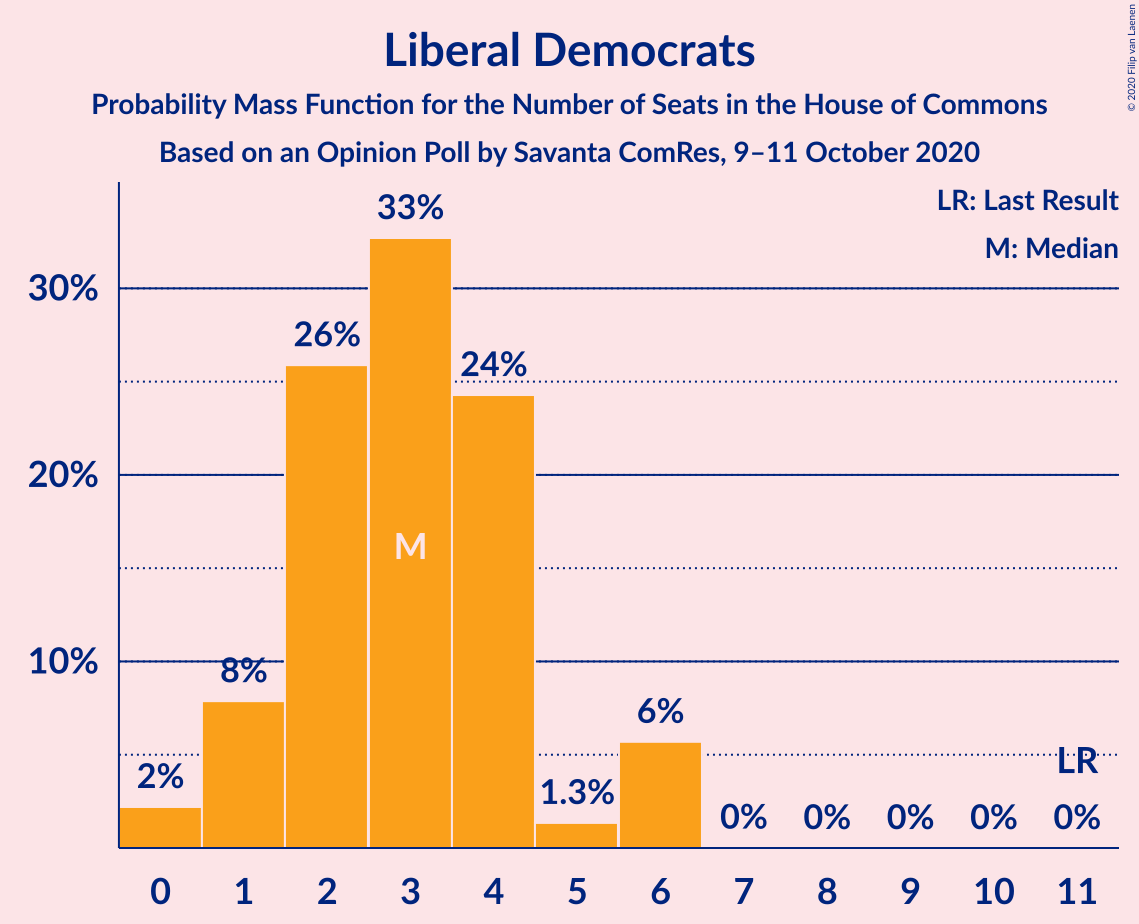 Liberal Democrats
Probability Mass Function for the Number of Seats in the House of Commons
Based on an Opinion Poll by Savanta ComRes, 9–11 October 2020
© 2020 Filip van Laenen
LR: Last Result
M: Median
33%
30%
26%
24%
20%
M
10%
8%
6%
LR
2%
1.3%
0%
0%
0%
0%
0%
0 1 2 3 4 5 6 7 8 9 10 11